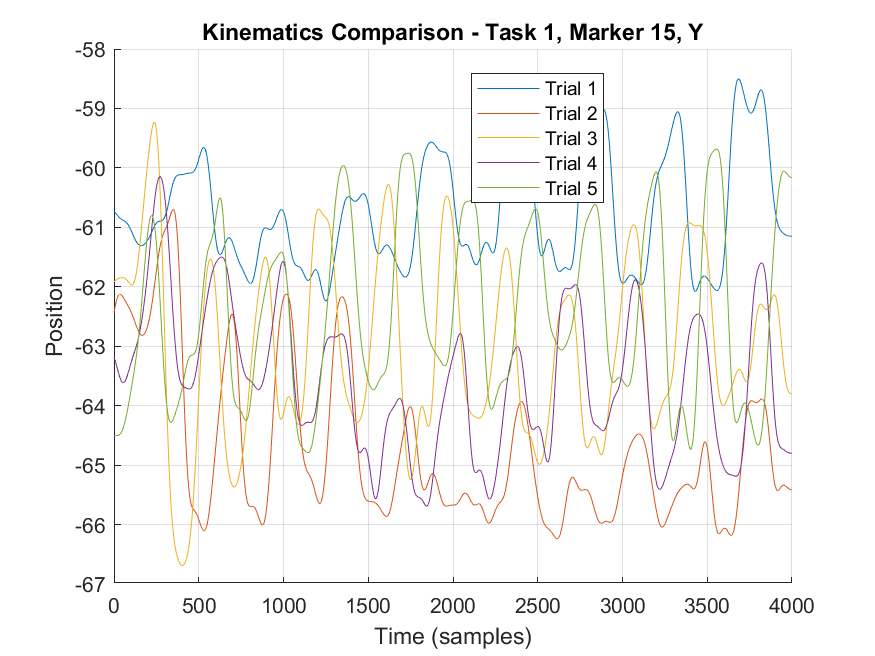 Kinematics Comparison - Task 1, Marker 15, Y
-58
-59
-60
-61
-62
-63
-64
-65
-66
-67
Position
Trial 1
Trial 2
Trial 3
Trial 4
Trial 5
0 500 1000 1500 2000 2500 3000 3500 4000
Time (samples)